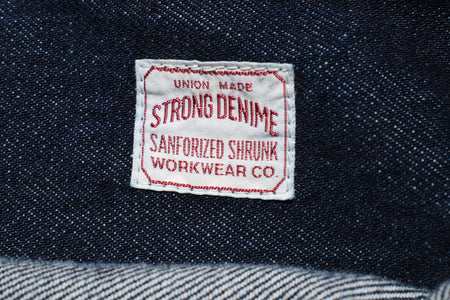 UNION MADE
STRONG DENIME
SANFORIZED SHRUNK
WORKWEAR CO.